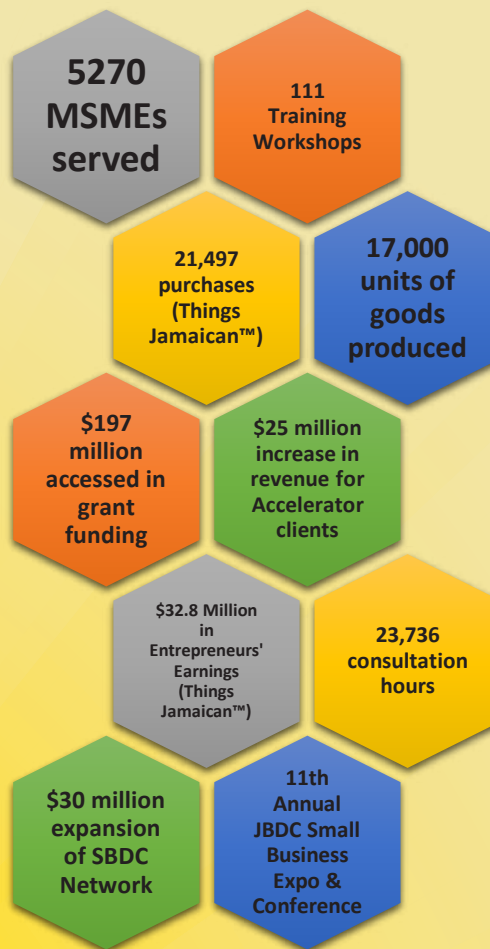 5270
MSMEs
served
111
Training
Workshops
21,497
purchases
(Things
Jamaican™)
17,000
units of
goods
produced
$197
million
accessed in
grant
funding
$25 million
increase in
revenue for
Accelerator
clients
$32.8 Million
in
Entrepreneurs'
Earnings
(Things
Jamaican™)
23,736
consultation
hours
$30 million
expansion
of SBDC
Network
11th
Annual
JBDC Small
Business
Expo &
Conference